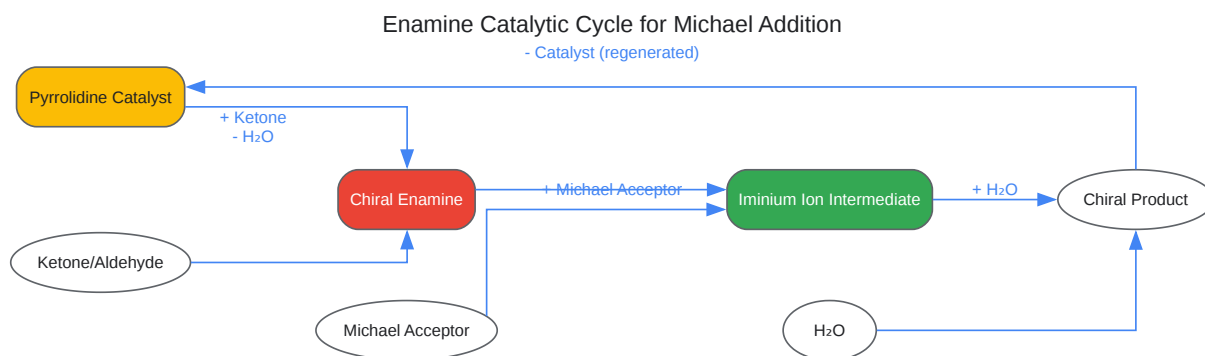 Enamine Catalytic Cycle for Michael Addition
- Catalyst (regenerated)
Pyrrolidine Catalyst
+ Ketone
- H₂O
Chiral Enamine
+ Michael Acceptor
Iminium Ion Intermediate
+ H₂O
Chiral Product
Ketone/Aldehyde
Michael Acceptor
H₂O